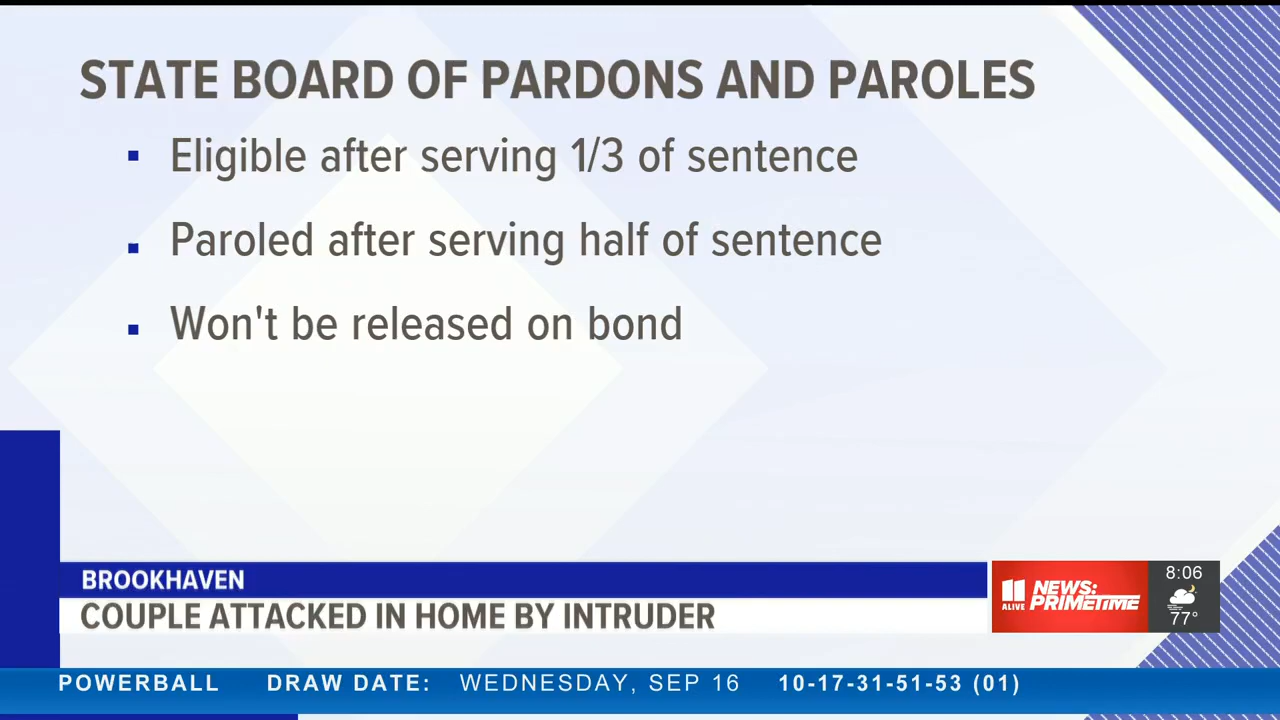 STATE BOARD OF PARDONS AND PAROLES
Eligible after serving 1/3 of sentence
Paroled after serving half of sentence
Won't be released on bond
BROOKHAVEN
COUPLE ATTACKED IN HOME BY INTRUDER
11 ALIVE NEWS: PRIMETIME
8:06
77°
POWERBALL DRAW DATE: WEDNESDAY, SEP 16 10-17-31-51-53 (01)